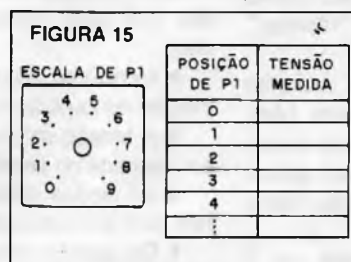 FIGURA 15
ESCALA DE P1
4 5
3 6
2 7
1 8
0 9
POSIÇÃO DE P1
TENSÃO MEDIDA
0
1
2
3
4